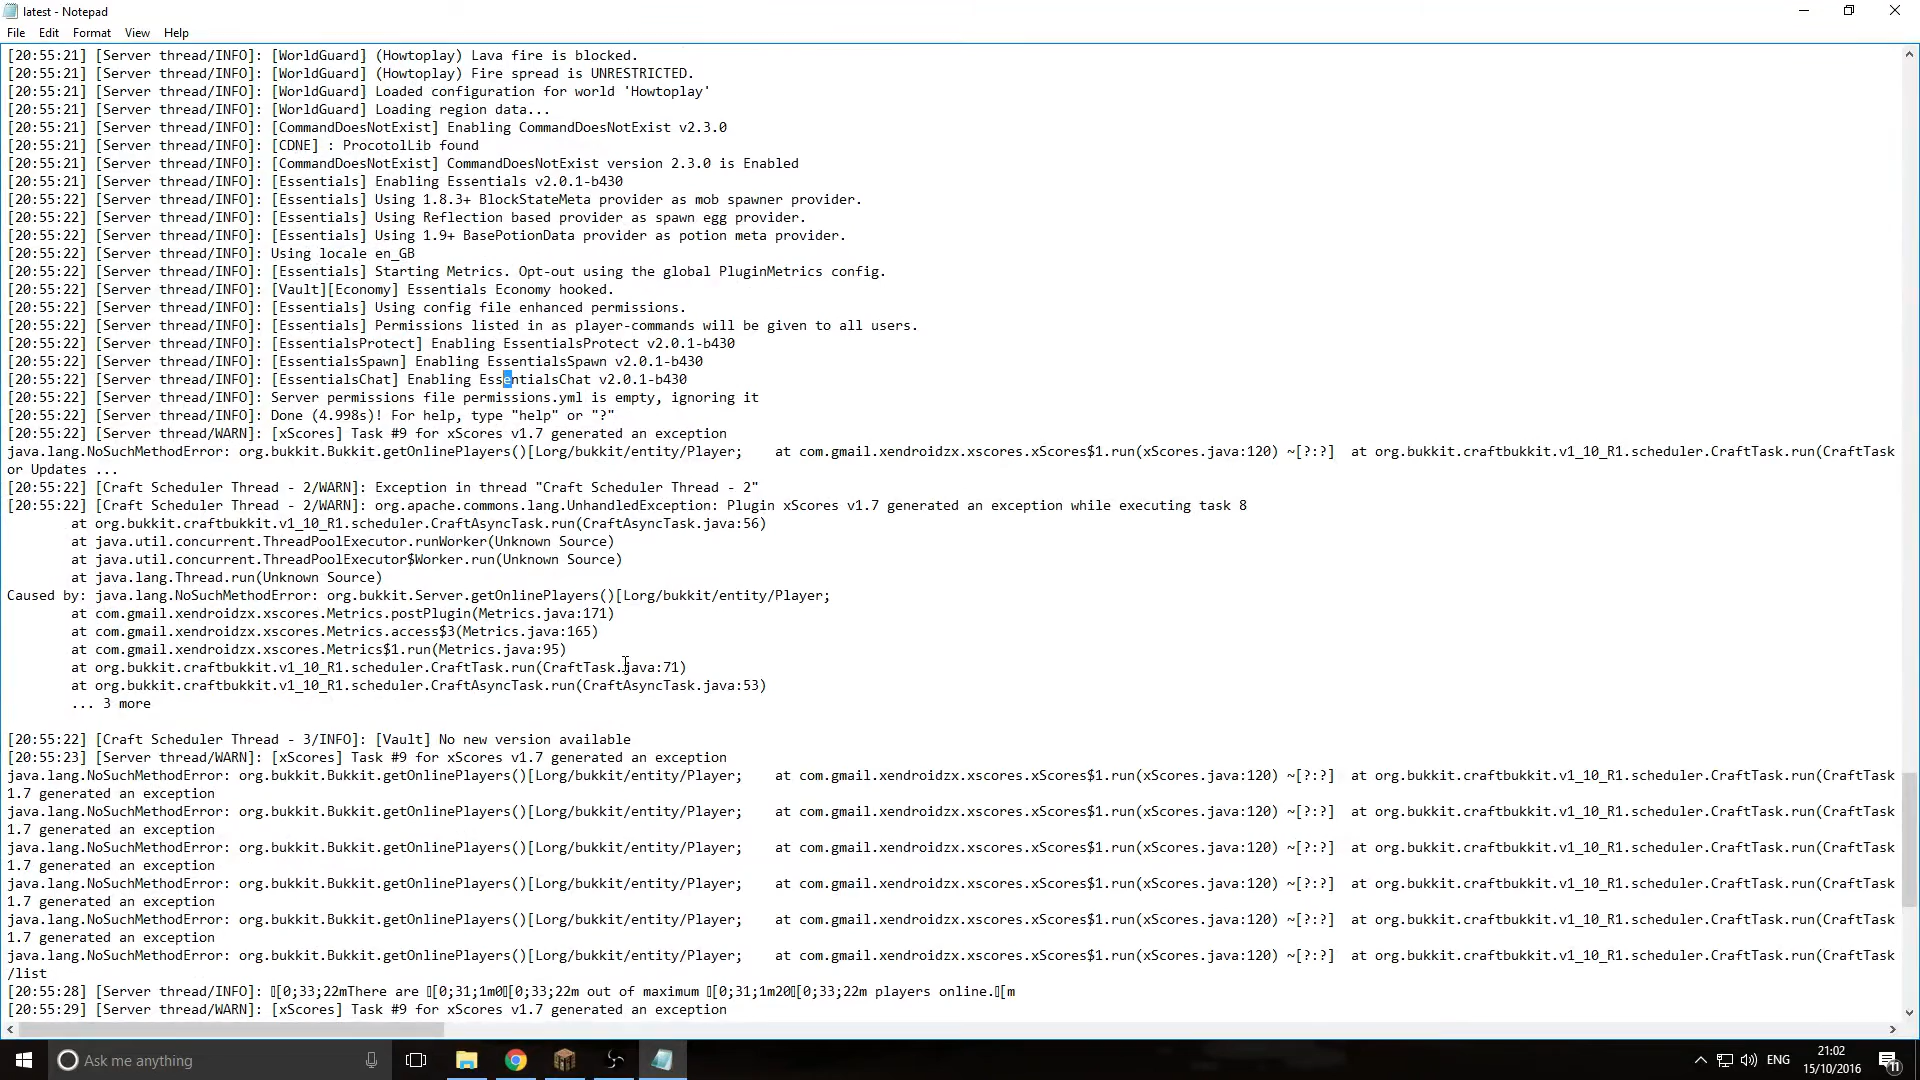 latest - Notepad
File Edit Format View Help
[20:55:21] [Server thread/INFO]: [WorldGuard] (Howtoplay) Lava fire is blocked.
[20:55:21] [Server thread/INFO]: [WorldGuard] (Howtoplay) Fire spread is UNRESTRICTED.
[20:55:21] [Server thread/INFO]: [WorldGuard] Loaded configuration for world 'Howtoplay'
[20:55:21] [Server thread/INFO]: [WorldGuard] Loading region data...
[20:55:21] [Server thread/INFO]: [CommandDoesNotExist] Enabling CommandDoesNotExist v2.3.0
[20:55:21] [Server thread/INFO]: [CDNE] : ProcotolLib found
[20:55:21] [Server thread/INFO]: [CommandDoesNotExist] CommandDoesNotExist version 2.3.0 is Enabled
[20:55:21] [Server thread/INFO]: [Essentials] Enabling Essentials v2.0.1-b430
[20:55:22] [Server thread/INFO]: [Essentials] Using 1.8.3+ BlockStateMeta provider as mob spawner provider.
[20:55:22] [Server thread/INFO]: [Essentials] Using Reflection based provider as spawn egg provider.
[20:55:22] [Server thread/INFO]: [Essentials] Using 1.9+ BasePotionData provider as potion meta provider.
[20:55:22] [Server thread/INFO]: Using locale en_GB
[20:55:22] [Server thread/INFO]: [Essentials] Starting Metrics. Opt-out using the global PluginMetrics config.
[20:55:22] [Server thread/INFO]: [Vault][Economy] Essentials Economy hooked.
[20:55:22] [Server thread/INFO]: [Essentials] Using config file enhanced permissions.
[20:55:22] [Server thread/INFO]: [Essentials] Permissions listed in as player-commands will be given to all users.
[20:55:22] [Server thread/INFO]: [EssentialsProtect] Enabling EssentialsProtect v2.0.1-b430
[20:55:22] [Server thread/INFO]: [EssentialsSpawn] Enabling EssentialsSpawn v2.0.1-b430
[20:55:22] [Server thread/INFO]: [EssentialsChat] Enabling EssentialsChat v2.0.1-b430
[20:55:22] [Server thread/INFO]: Server permissions file permissions.yml is empty, ignoring it
[20:55:22] [Server thread/INFO]: Done (4.998s)! For help, type "help" or "?"
[20:55:22] [Server thread/WARN]: [xScores] Task #9 for xScores v1.7 generated an exception
java.lang.NoSuchMethodError: org.bukkit.Bukkit.getOnlinePlayers()[Lorg/bukkit/entity/Player;    at com.gmail.xendroidzx.xscores.xScores$1.run(xScores.java:120) ~[?:?]  at org.bukkit.craftbukkit.v1_10_R1.scheduler.CraftTask.run(CraftTask
or Updates ...
[20:55:22] [Craft Scheduler Thread - 2/WARN]: Exception in thread "Craft Scheduler Thread - 2"
[20:55:22] [Craft Scheduler Thread - 2/WARN]: org.apache.commons.lang.UnhandledException: Plugin xScores v1.7 generated an exception while executing task 8
at org.bukkit.craftbukkit.v1_10_R1.scheduler.CraftAsyncTask.run(CraftAsyncTask.java:56)
at java.util.concurrent.ThreadPoolExecutor.runWorker(Unknown Source)
at java.util.concurrent.ThreadPoolExecutor$Worker.run(Unknown Source)
at java.lang.Thread.run(Unknown Source)
Caused by: java.lang.NoSuchMethodError: org.bukkit.Server.getOnlinePlayers()[Lorg/bukkit/entity/Player;
at com.gmail.xendroidzx.xscores.Metrics.postPlugin(Metrics.java:171)
at com.gmail.xendroidzx.xscores.Metrics.access$3(Metrics.java:165)
at com.gmail.xendroidzx.xscores.Metrics$1.run(Metrics.java:95)
at org.bukkit.craftbukkit.v1_10_R1.scheduler.CraftTask.run(CraftTask.java:71)
at org.bukkit.craftbukkit.v1_10_R1.scheduler.CraftAsyncTask.run(CraftAsyncTask.java:53)
... 3 more
[20:55:22] [Craft Scheduler Thread - 3/INFO]: [Vault] No new version available
[20:55:23] [Server thread/WARN]: [xScores] Task #9 for xScores v1.7 generated an exception
java.lang.NoSuchMethodError: org.bukkit.Bukkit.getOnlinePlayers()[Lorg/bukkit/entity/Player;    at com.gmail.xendroidzx.xscores.xScores$1.run(xScores.java:120) ~[?:?]  at org.bukkit.craftbukkit.v1_10_R1.scheduler.CraftTask.run(CraftTask
1.7 generated an exception
java.lang.NoSuchMethodError: org.bukkit.Bukkit.getOnlinePlayers()[Lorg/bukkit/entity/Player;    at com.gmail.xendroidzx.xscores.xScores$1.run(xScores.java:120) ~[?:?]  at org.bukkit.craftbukkit.v1_10_R1.scheduler.CraftTask.run(CraftTask
1.7 generated an exception
java.lang.NoSuchMethodError: org.bukkit.Bukkit.getOnlinePlayers()[Lorg/bukkit/entity/Player;    at com.gmail.xendroidzx.xscores.xScores$1.run(xScores.java:120) ~[?:?]  at org.bukkit.craftbukkit.v1_10_R1.scheduler.CraftTask.run(CraftTask
1.7 generated an exception
java.lang.NoSuchMethodError: org.bukkit.Bukkit.getOnlinePlayers()[Lorg/bukkit/entity/Player;    at com.gmail.xendroidzx.xscores.xScores$1.run(xScores.java:120) ~[?:?]  at org.bukkit.craftbukkit.v1_10_R1.scheduler.CraftTask.run(CraftTask
1.7 generated an exception
java.lang.NoSuchMethodError: org.bukkit.Bukkit.getOnlinePlayers()[Lorg/bukkit/entity/Player;    at com.gmail.xendroidzx.xscores.xScores$1.run(xScores.java:120) ~[?:?]  at org.bukkit.craftbukkit.v1_10_R1.scheduler.CraftTask.run(CraftTask
1.7 generated an exception
java.lang.NoSuchMethodError: org.bukkit.Bukkit.getOnlinePlayers()[Lorg/bukkit/entity/Player;    at com.gmail.xendroidzx.xscores.xScores$1.run(xScores.java:120) ~[?:?]  at org.bukkit.craftbukkit.v1_10_R1.scheduler.CraftTask.run(CraftTask
/list
[20:55:28] [Server thread/INFO]: [0;33;22mThere are [0;31;1m0[0;33;22m out of maximum [0;31;1m20[0;33;22m players online.[m
[20:55:29] [Server thread/WARN]: [xScores] Task #9 for xScores v1.7 generated an exception
Ask me anything
ENG
21:02
15/10/2016
11